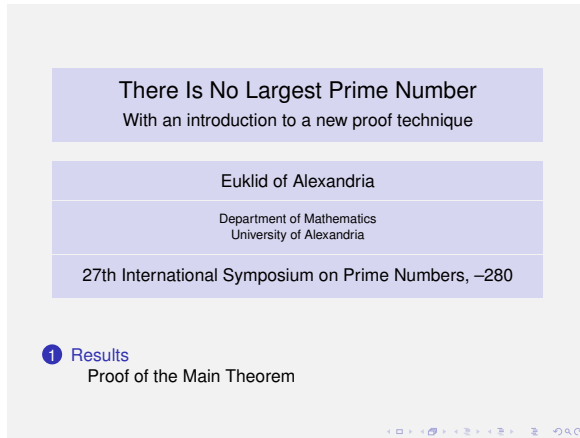 There Is No Largest Prime Number
With an introduction to a new proof technique
Euklid of Alexandria
Department of Mathematics
University of Alexandria
27th International Symposium on Prime Numbers, –280
1 Results
Proof of the Main Theorem